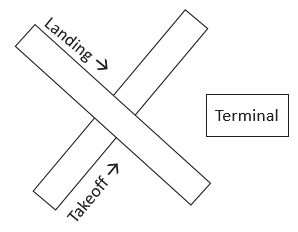 Landing →
Terminal
Takeoff →